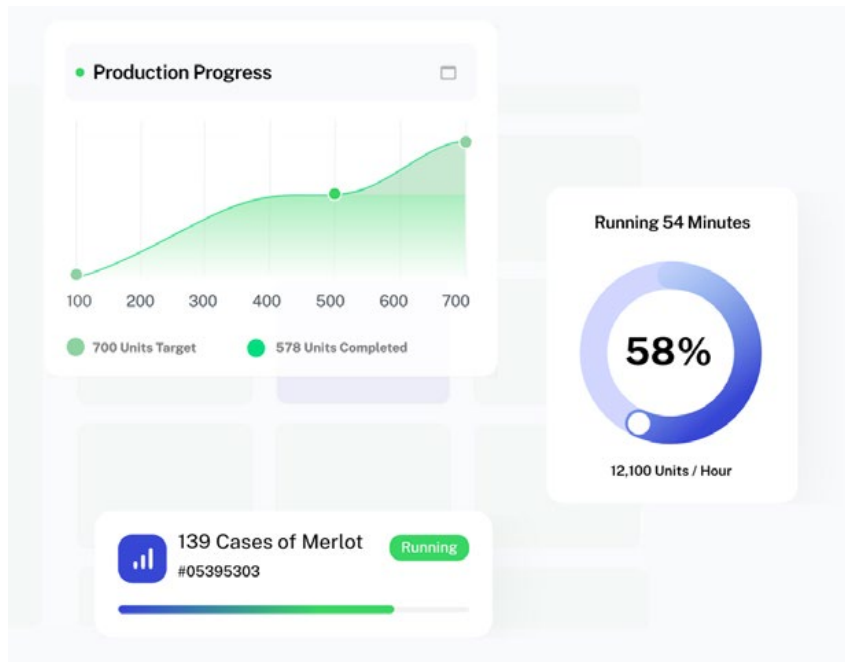 Production Progress
100 200 300 400 500 600 700
700 Units Target 578 Units Completed
Running 54 Minutes
58%
12,100 Units / Hour
139 Cases of Merlot
Running
#05395303